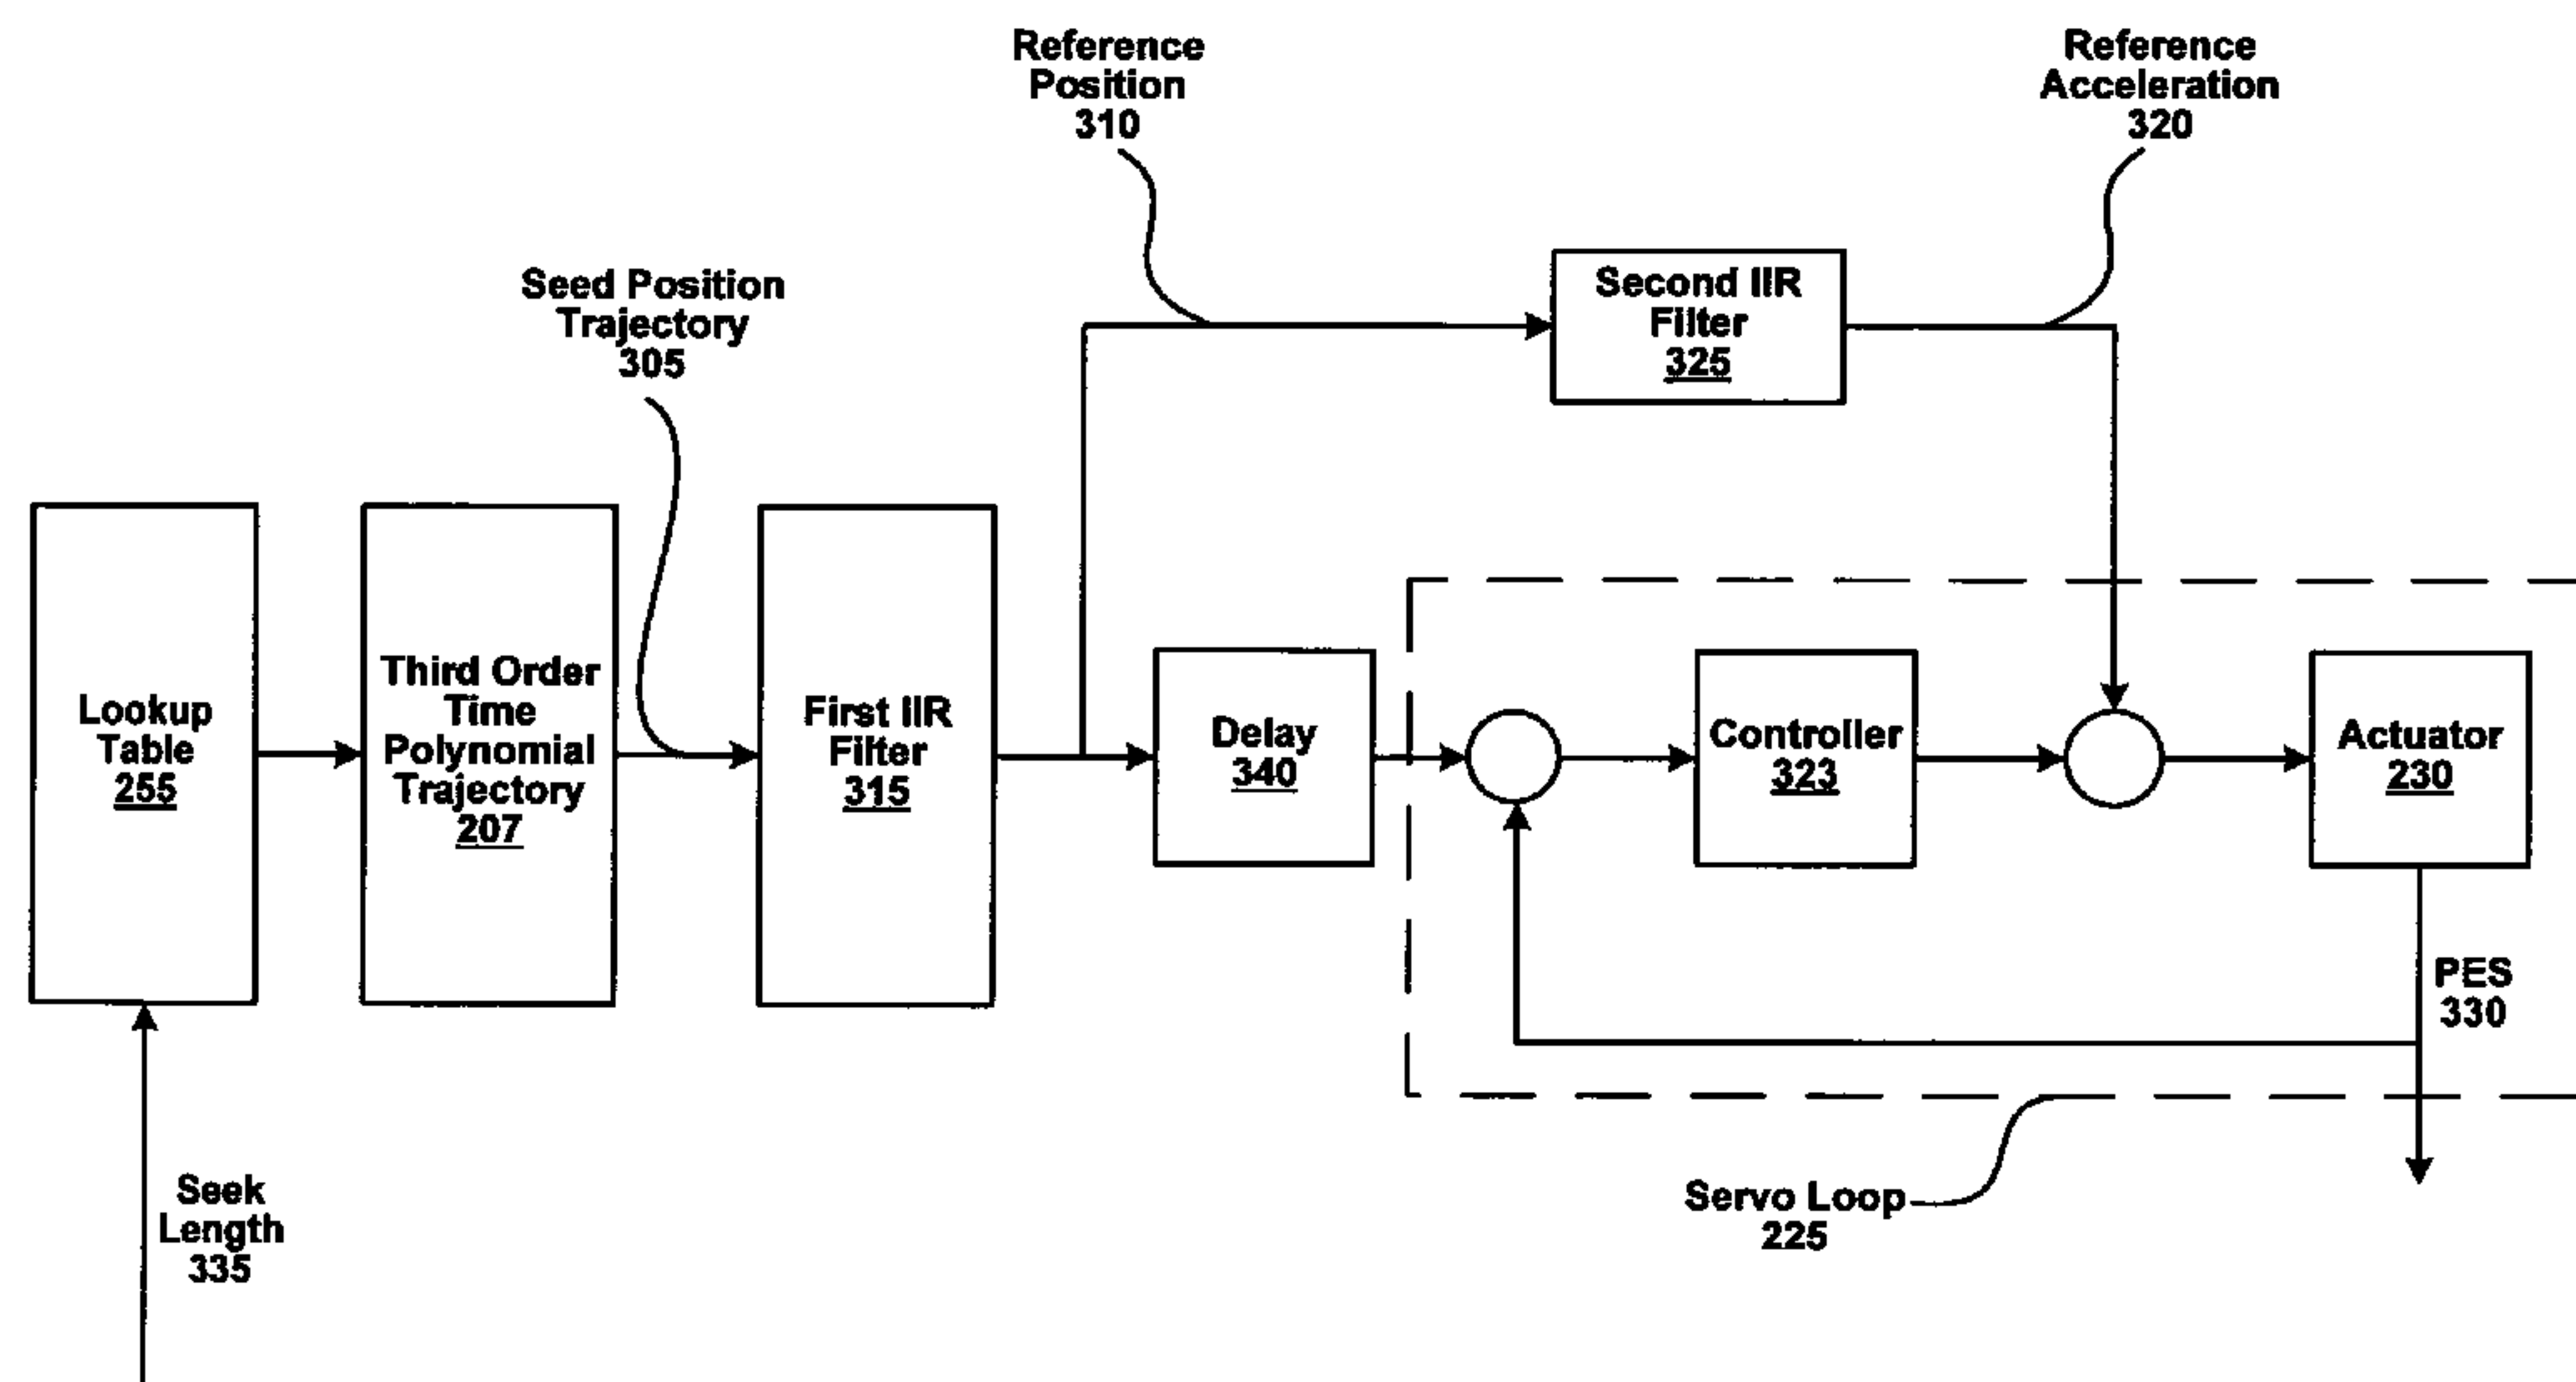 Reference
Position
310
Reference
Acceleration
320
Seed Position
Trajectory
305
Second IIR
Filter
325
Lookup
Table
255
Third Order
Time
Polynomial
Trajectory
207
First IIR
Filter
315
Delay
340
Controller
323
Actuator
230
PES
330
Seek
Length
335
Servo Loop
225